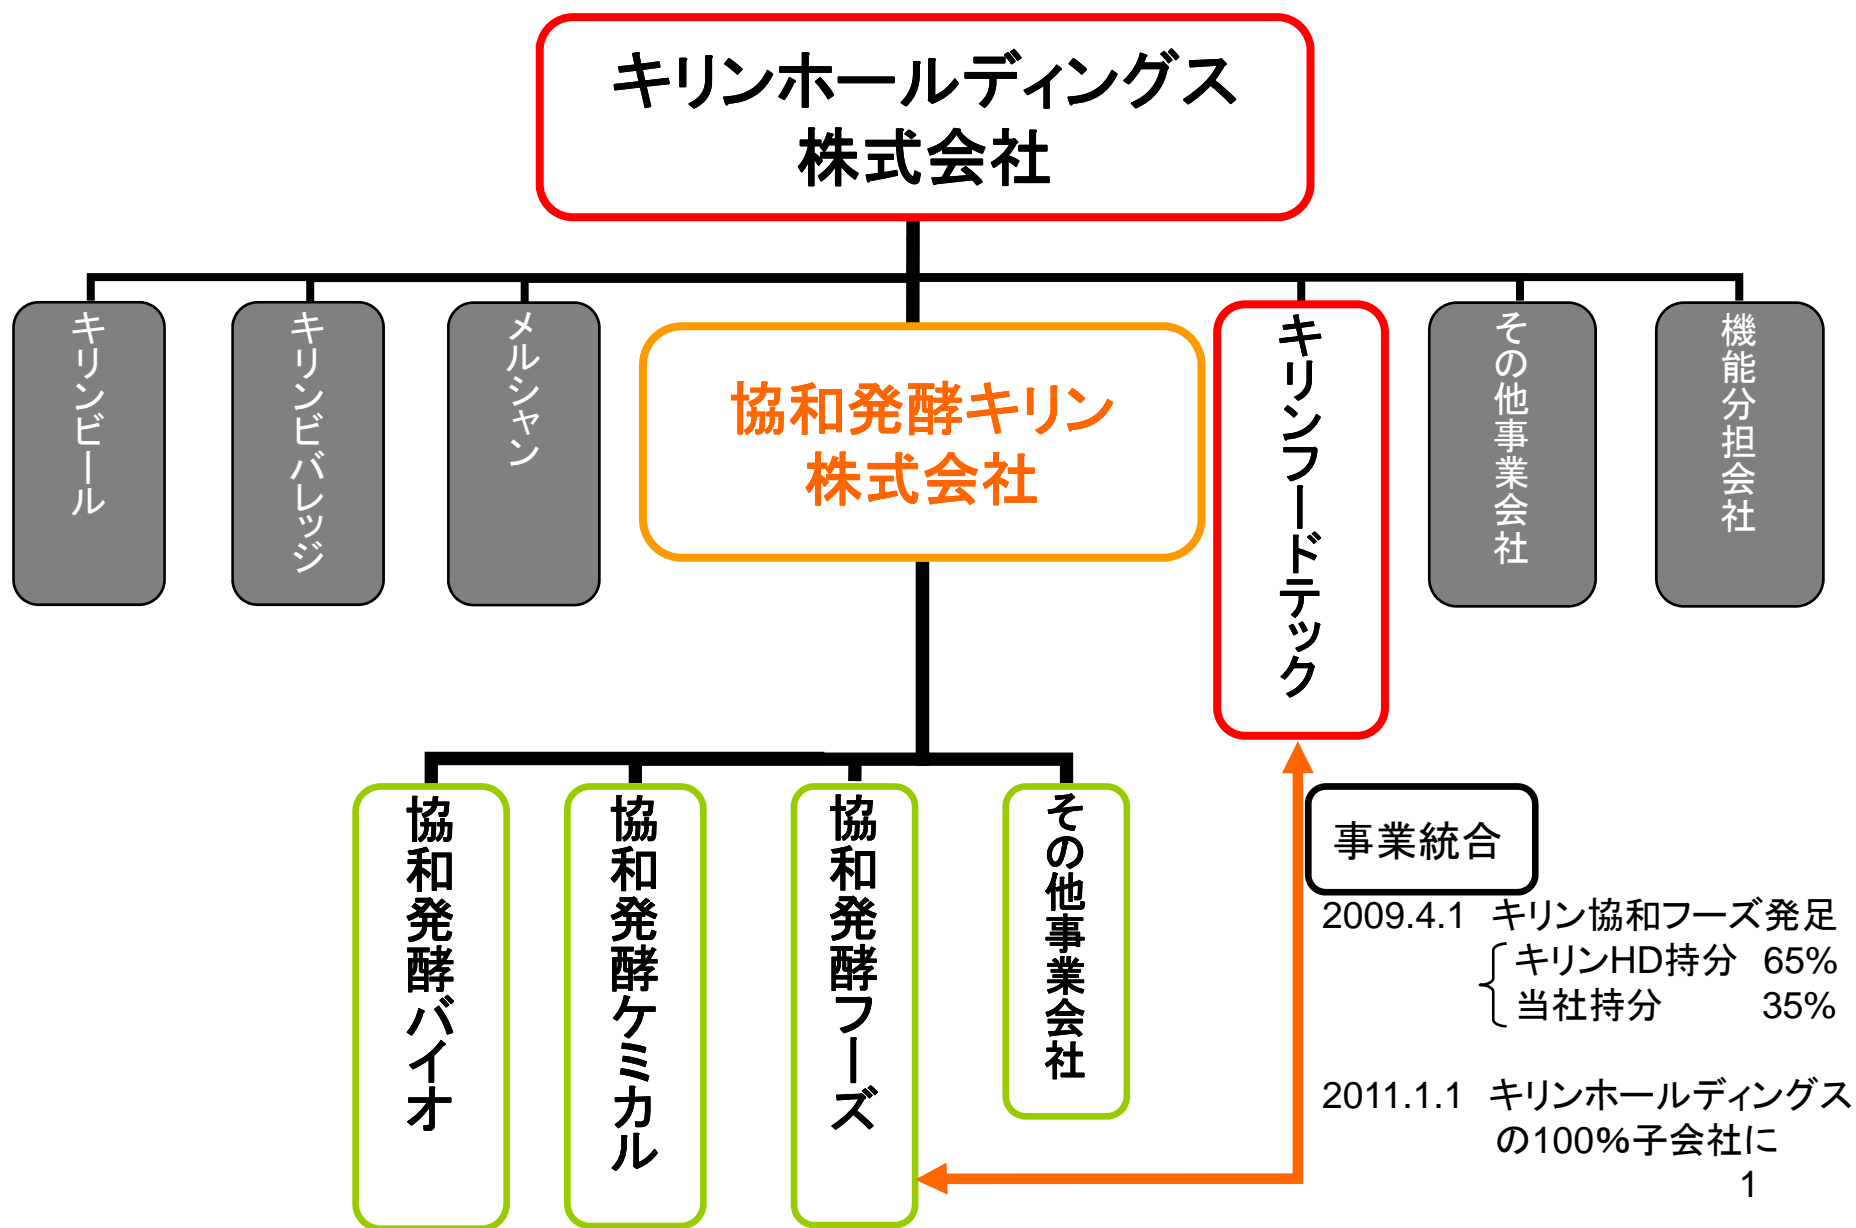 キリンホールディングス
株式会社
キリンビール
キリンビバレッジ
メルシャン
協和発酵キリン
株式会社
キリンフードテック
その他事業会社
機能分担会社
協和発酵バイオ
協和発酵ケミカル
協和発酵フーズ
その他事業会社
事業統合
2009.4.1 キリン協和フーズ発足
キリンHD持分 65%
当社持分 35%
2011.1.1 キリンホールディングス
の100%子会社に
1